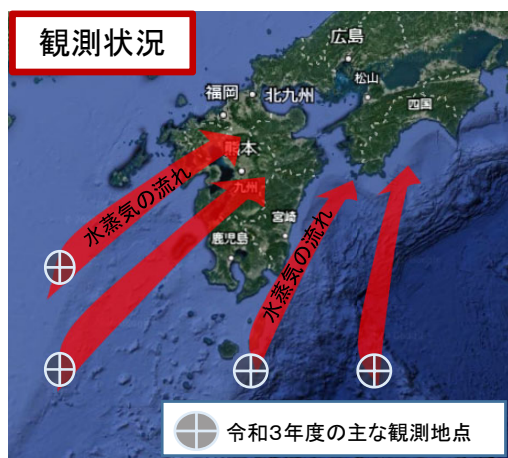 観測状況
広島
松山
福岡
北九州
四国
熊本
九州
水蒸気の流れ
宮崎
鹿児島
水蒸気の流れ
令和3年度の主な観測地点